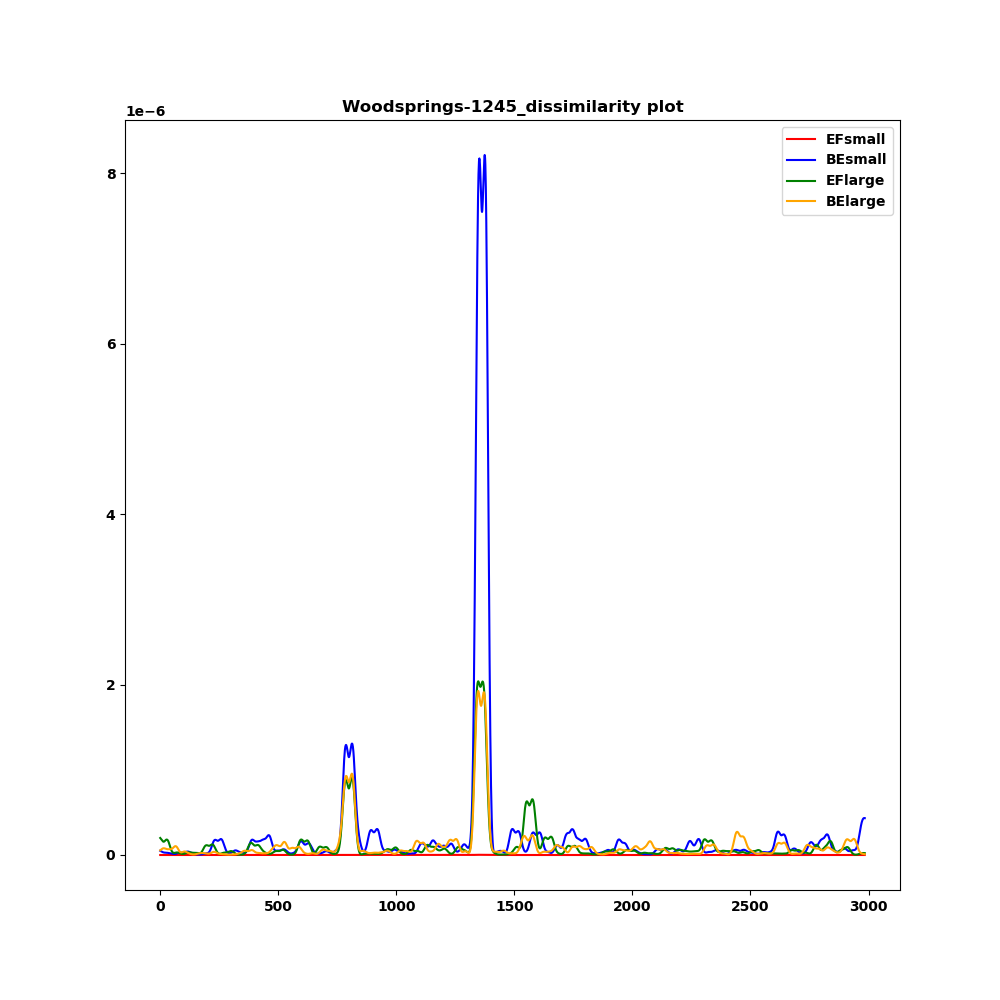 Woodsprings-1245_dissimilarity plot
1e−6
EFsmall
BEsmall
EFlarge
BElarge
8
6
4
2
0
0 500 1000 1500 2000 2500 3000